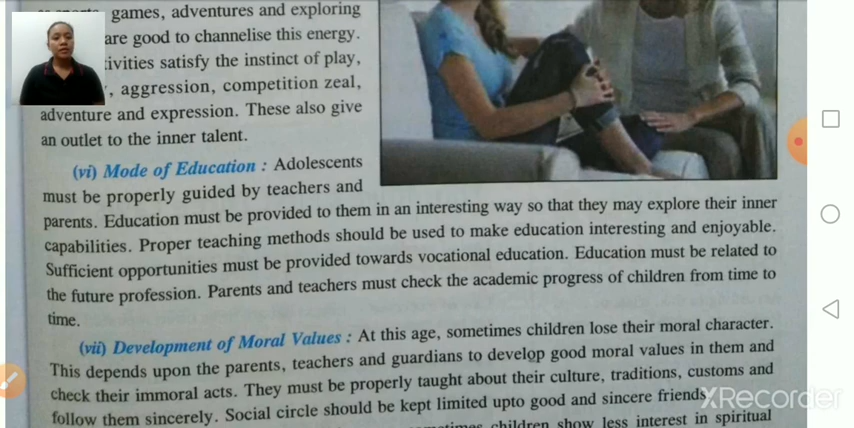 games, adventures and exploring
are good to channelise this energy.
ivities satisfy the instinct of play,
, aggression, competition zeal,
adventure and expression. These also give
an outlet to the inner talent.
(vi) Mode of Education : Adolescents
must be properly guided by teachers and
parents. Education must be provided to them in an interesting way so that they may explore their inner
capabilities. Proper teaching methods should be used to make education interesting and enjoyable.
Sufficient opportunities must be provided towards vocational education. Education must be related to
the future profession. Parents and teachers must check the academic progress of children from time to
time.
(vii) Development of Moral Values : At this age, sometimes children lose their moral character.
This depends upon the parents, teachers and guardians to develop good moral values in them and
check their immoral acts. They must be properly taught about their culture, traditions, customs and
follow them sincerely. Social circle should be kept limited upto good and sincere friends.
children show less interest in spiritual
XRecorder